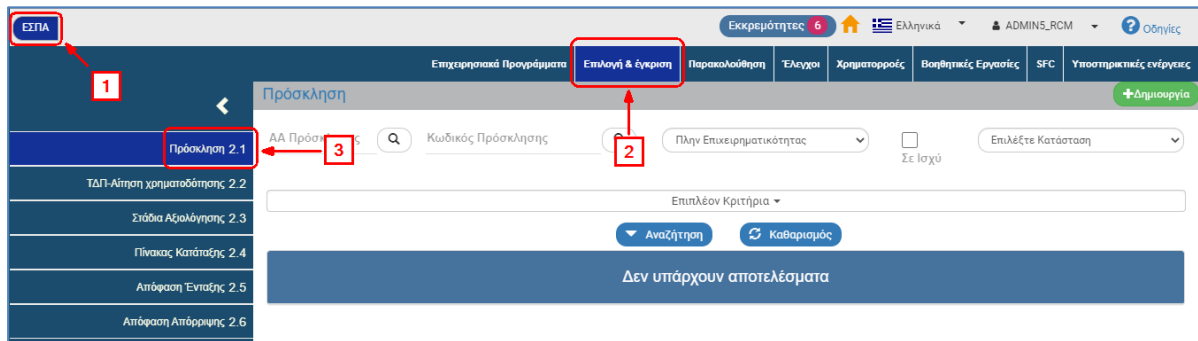 ΕΣΠΑ Εκκρεμότητες 6 Ελληνικά ADMIN5_RCM Οδηγίες
1
Επιχειρησιακά Προγράμματα Επιλογή & έγκριση Παρακολούθηση Έλεγχοι Χρηματορροές Βοηθητικές Εργασίες SFC Υποστηρικτικές ενέργειες
Πρόσκληση +Δημιουργία
Πρόσκληση 2.1
3
ΑΑ Πρόσκλησης Κωδικός Πρόσκλησης 2 Πλην Επιχειρηματικότητας Σε Ισχύ Επιλέξτε Κατάσταση
ΤΔΠ-Αίτηση χρηματοδότησης 2.2
Στάδια Αξιολόγησης 2.3
Επιπλέον Κριτήρια
Πίνακας Κατάταξης 2.4
Αναζήτηση Καθαρισμός
Απόφαση Ένταξης 2.5
Δεν υπάρχουν αποτελέσματα
Απόφαση Απόρριψης 2.6